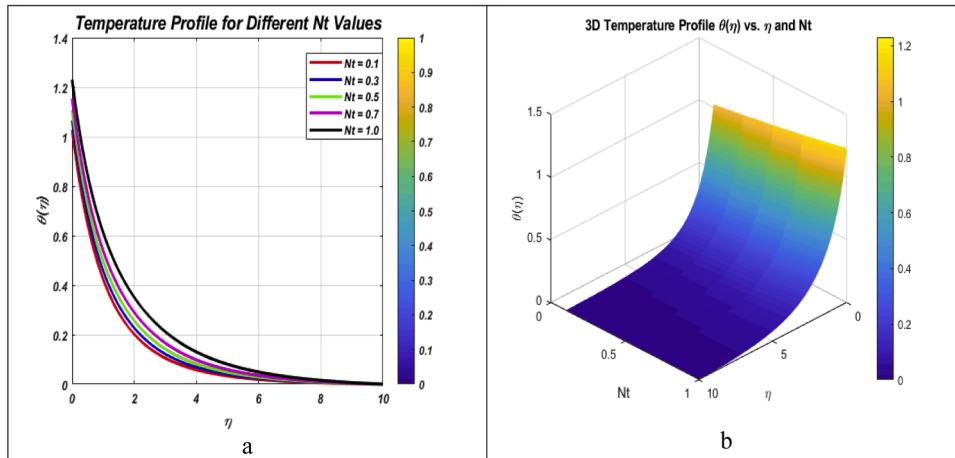 Temperature Profile for Different Nt Values
1.4
1.2
1
0.8
0.6
0.4
0.2
0
θ(η)
0 2 4 6 8 10
η
Nt = 0.1
Nt = 0.3
Nt = 0.5
Nt = 0.7
Nt = 1.0
1
0.9
0.8
0.7
0.6
0.5
0.4
0.3
0.2
0.1
0
a
3D Temperature Profile θ(η) vs. η and Nt
1.5
1
0.5
0
θ(η)
0
0.5
1
Nt
10
5
0
η
1.2
1
0.8
0.6
0.4
0.2
0
b